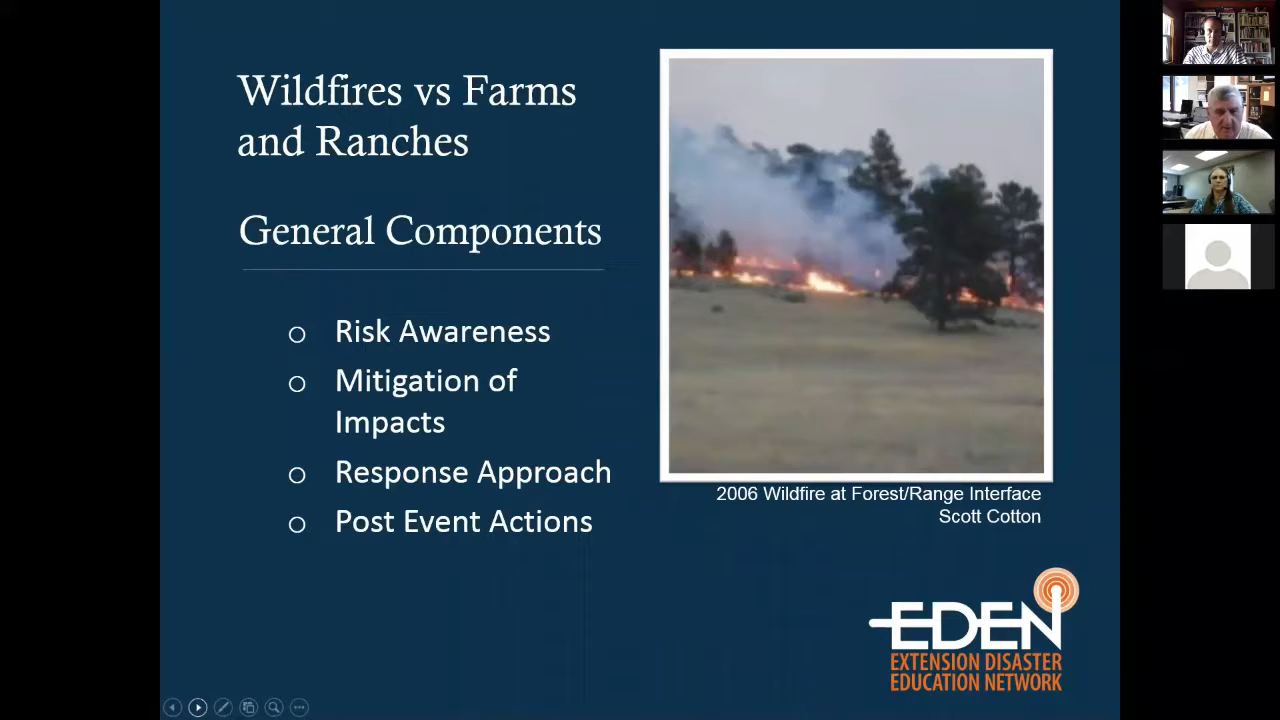 Wildfires vs Farms
and Ranches
General Components
Risk Awareness
Mitigation of
Impacts
Response Approach
Post Event Actions
2006 Wildfire at Forest/Range Interface
Scott Cotton
EDEN
EXTENSION DISASTER
EDUCATION NETWORK